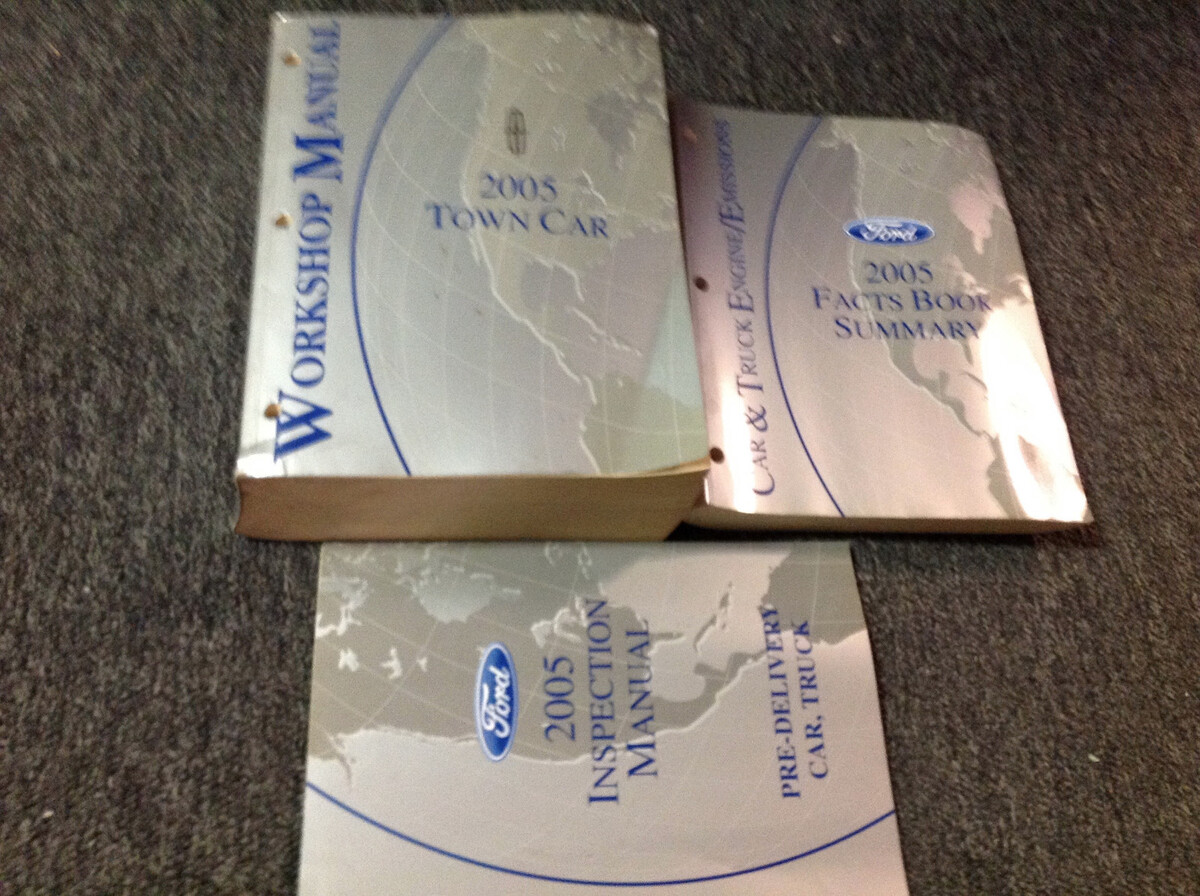 WORKSHOP MANUAL
2005
TOWN CAR
CAR & TRUCK ENGINE/EMISSIONS
Ford
2005
FACTS BOOK
SUMMARY
Ford
2005
INSPECTION
MANUAL
PRE-DELIVERY
CAR, TRUCK